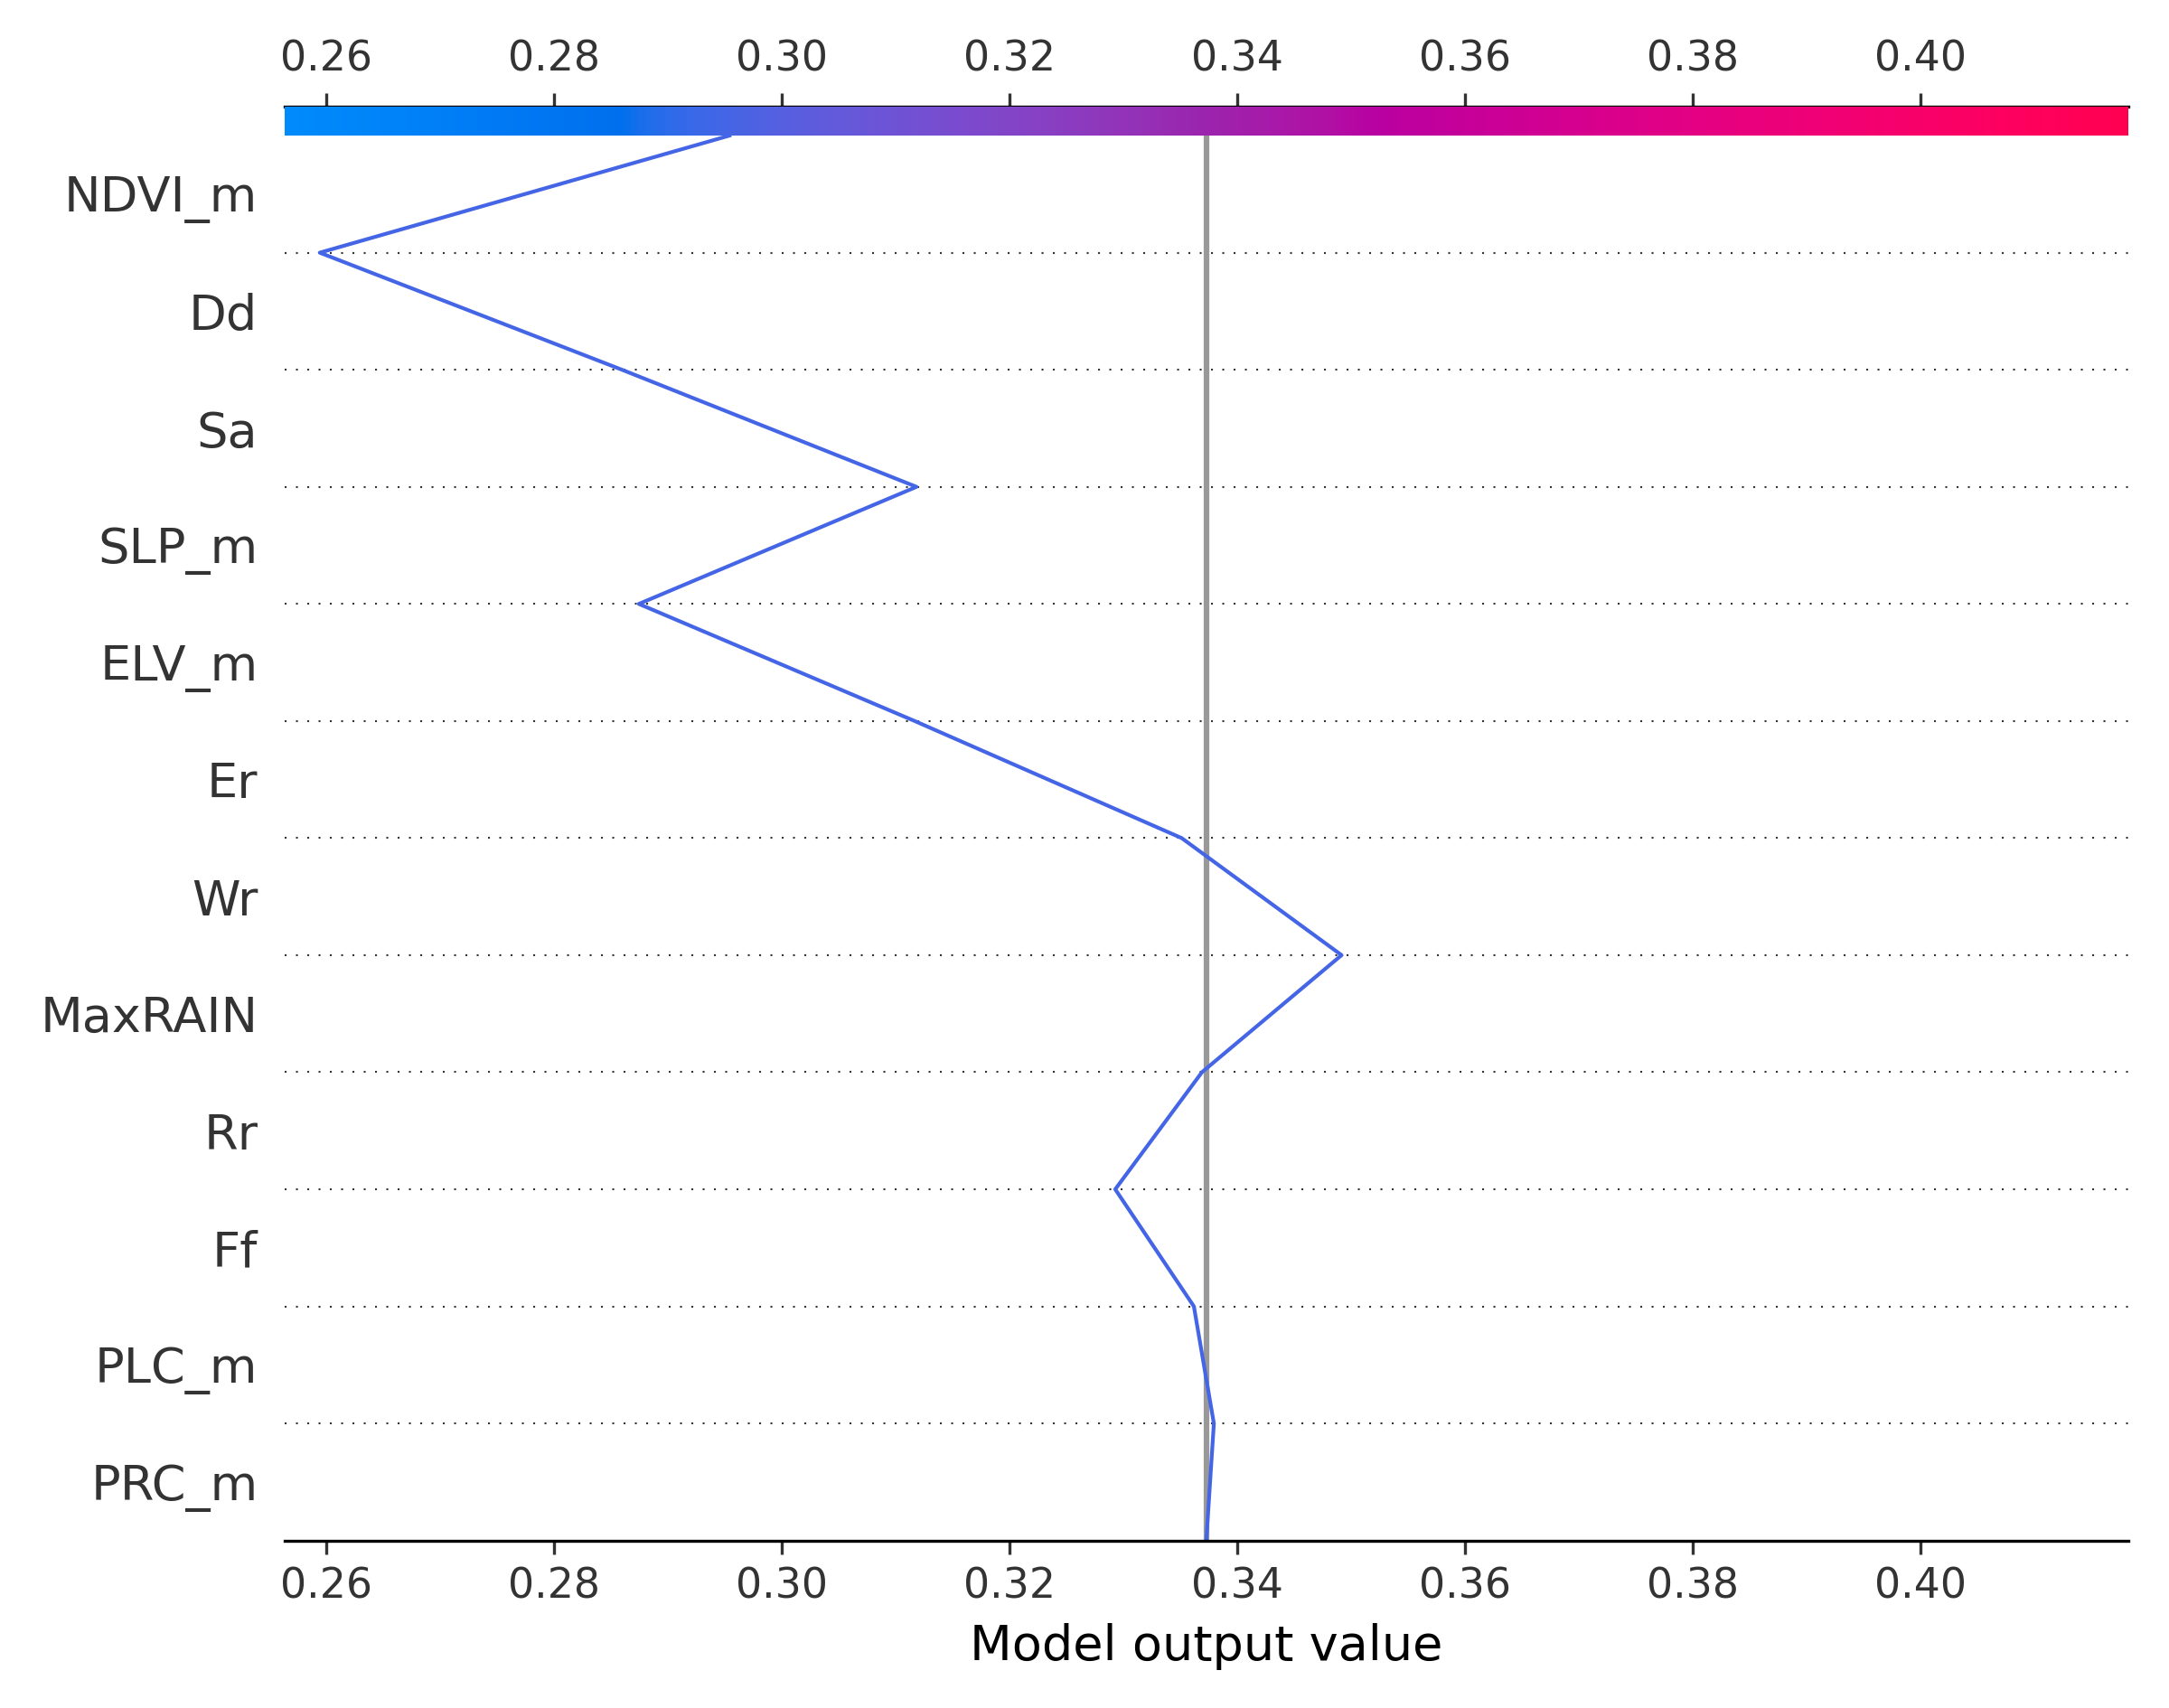 0.26 0.28 0.30 0.32 0.34 0.36 0.38 0.40
NDVI_m
Dd
Sa
SLP_m
ELV_m
Er
Wr
MaxRAIN
Rr
Ff
PLC_m
PRC_m
0.26 0.28 0.30 0.32 0.34 0.36 0.38 0.40
Model output value